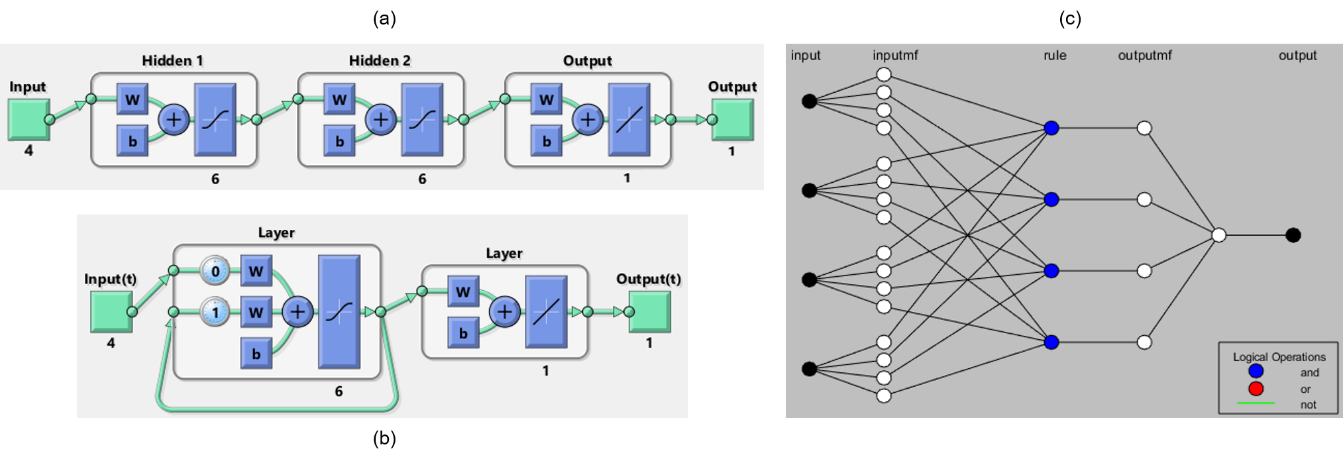 (a)
Hidden 1
Hidden 2
Output
Input
Output
W
b
W
b
W
b
4
6
6
1
1
Layer
Layer
Input(t)
Output(t)
0
W
1
W
b
W
b
4
6
1
1
(b)
(c)
input
inputmf
rule
outputmf
output
Logical Operations
and
or
not